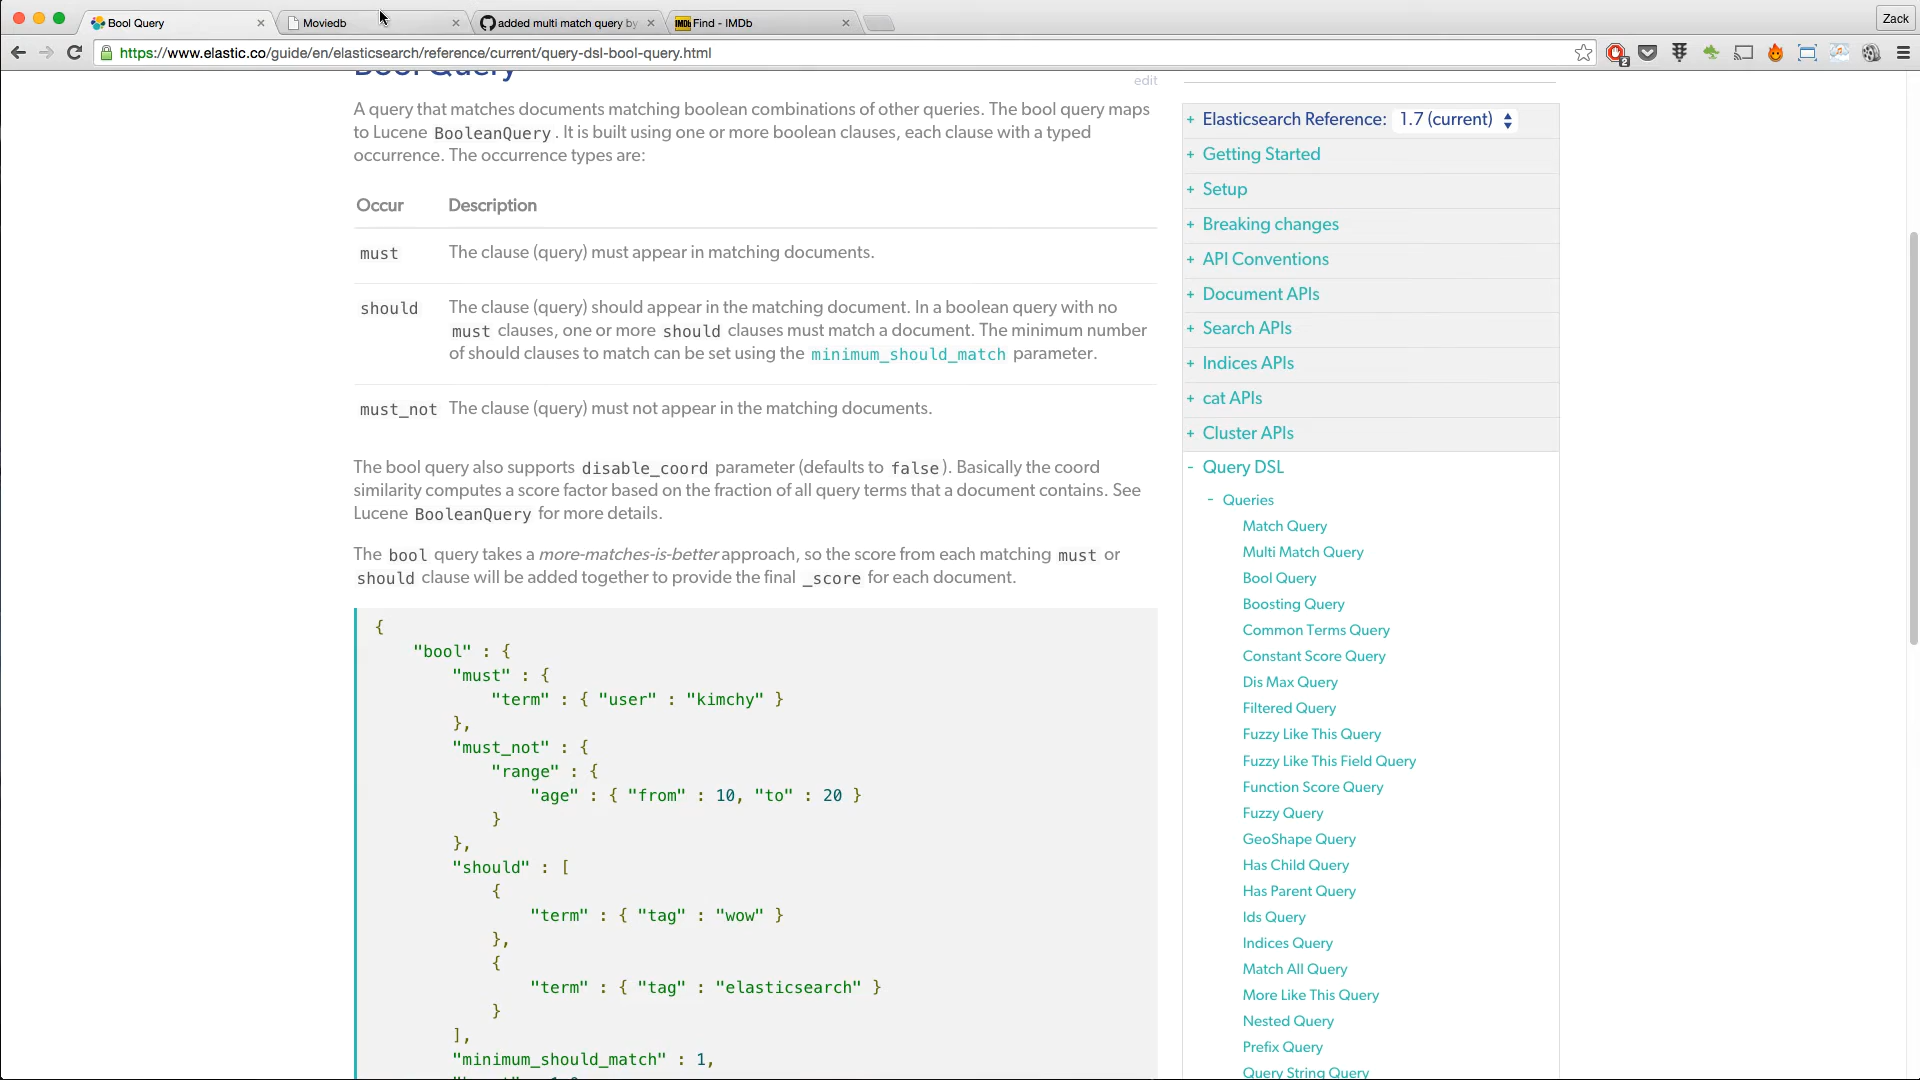 Bool Query
Moviedb
added multi match query by
Find - IMDb
Zack
https://www.elastic.co/guide/en/elasticsearch/reference/current/query-dsl-bool-query.html
2
Bool Query
edit
A query that matches documents matching boolean combinations of other queries. The bool query maps
to Lucene BooleanQuery . It is built using one or more boolean clauses, each clause with a typed
occurrence. The occurrence types are:
Occur Description
must The clause (query) must appear in matching documents.
should The clause (query) should appear in the matching document. In a boolean query with no
must clauses, one or more should clauses must match a document. The minimum number
of should clauses to match can be set using the minimum_should_match parameter.
must_not The clause (query) must not appear in the matching documents.
The bool query also supports disable_coord parameter (defaults to false ). Basically the coord
similarity computes a score factor based on the fraction of all query terms that a document contains. See
Lucene BooleanQuery for more details.
The bool query takes a more-matches-is-better approach, so the score from each matching must or
should clause will be added together to provide the final _score for each document.
{
"bool" : {
"must" : {
"term" : { "user" : "kimchy" }
},
"must_not" : {
"range" : {
"age" : { "from" : 10, "to" : 20 }
}
},
"should" : [
{
"term" : { "tag" : "wow" }
},
{
"term" : { "tag" : "elasticsearch" }
}
],
"minimum_should_match" : 1,
+ Elasticsearch Reference: 1.7 (current)
+ Getting Started
+ Setup
+ Breaking changes
+ API Conventions
+ Document APIs
+ Search APIs
+ Indices APIs
+ cat APIs
+ Cluster APIs
- Query DSL
- Queries
Match Query
Multi Match Query
Bool Query
Boosting Query
Common Terms Query
Constant Score Query
Dis Max Query
Filtered Query
Fuzzy Like This Query
Fuzzy Like This Field Query
Function Score Query
Fuzzy Query
GeoShape Query
Has Child Query
Has Parent Query
Ids Query
Indices Query
Match All Query
More Like This Query
Nested Query
Prefix Query
Query String Query